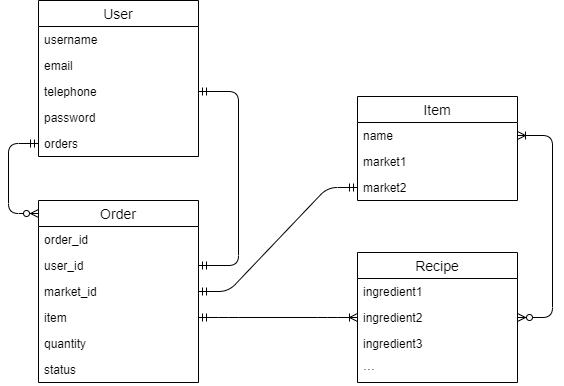 User
username
email
telephone
password
orders
Order
order_id
user_id
market_id
item
quantity
status
Item
name
market1
market2
Recipe
ingredient1
ingredient2
ingredient3
...